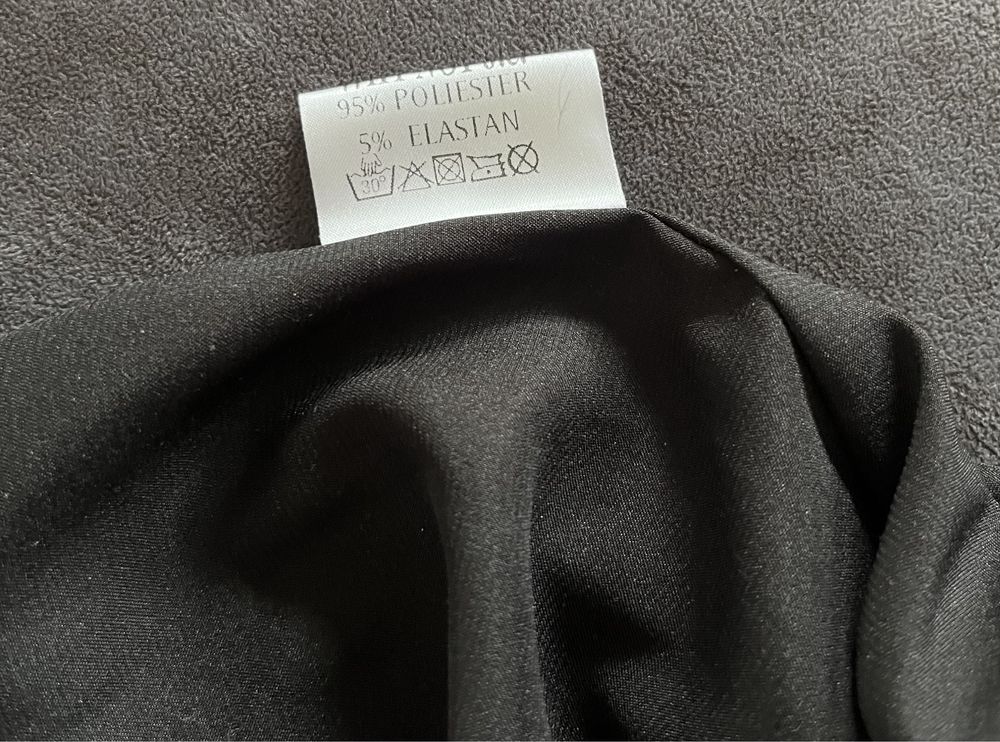 95% POLIESTER
5% ELASTAN
30°